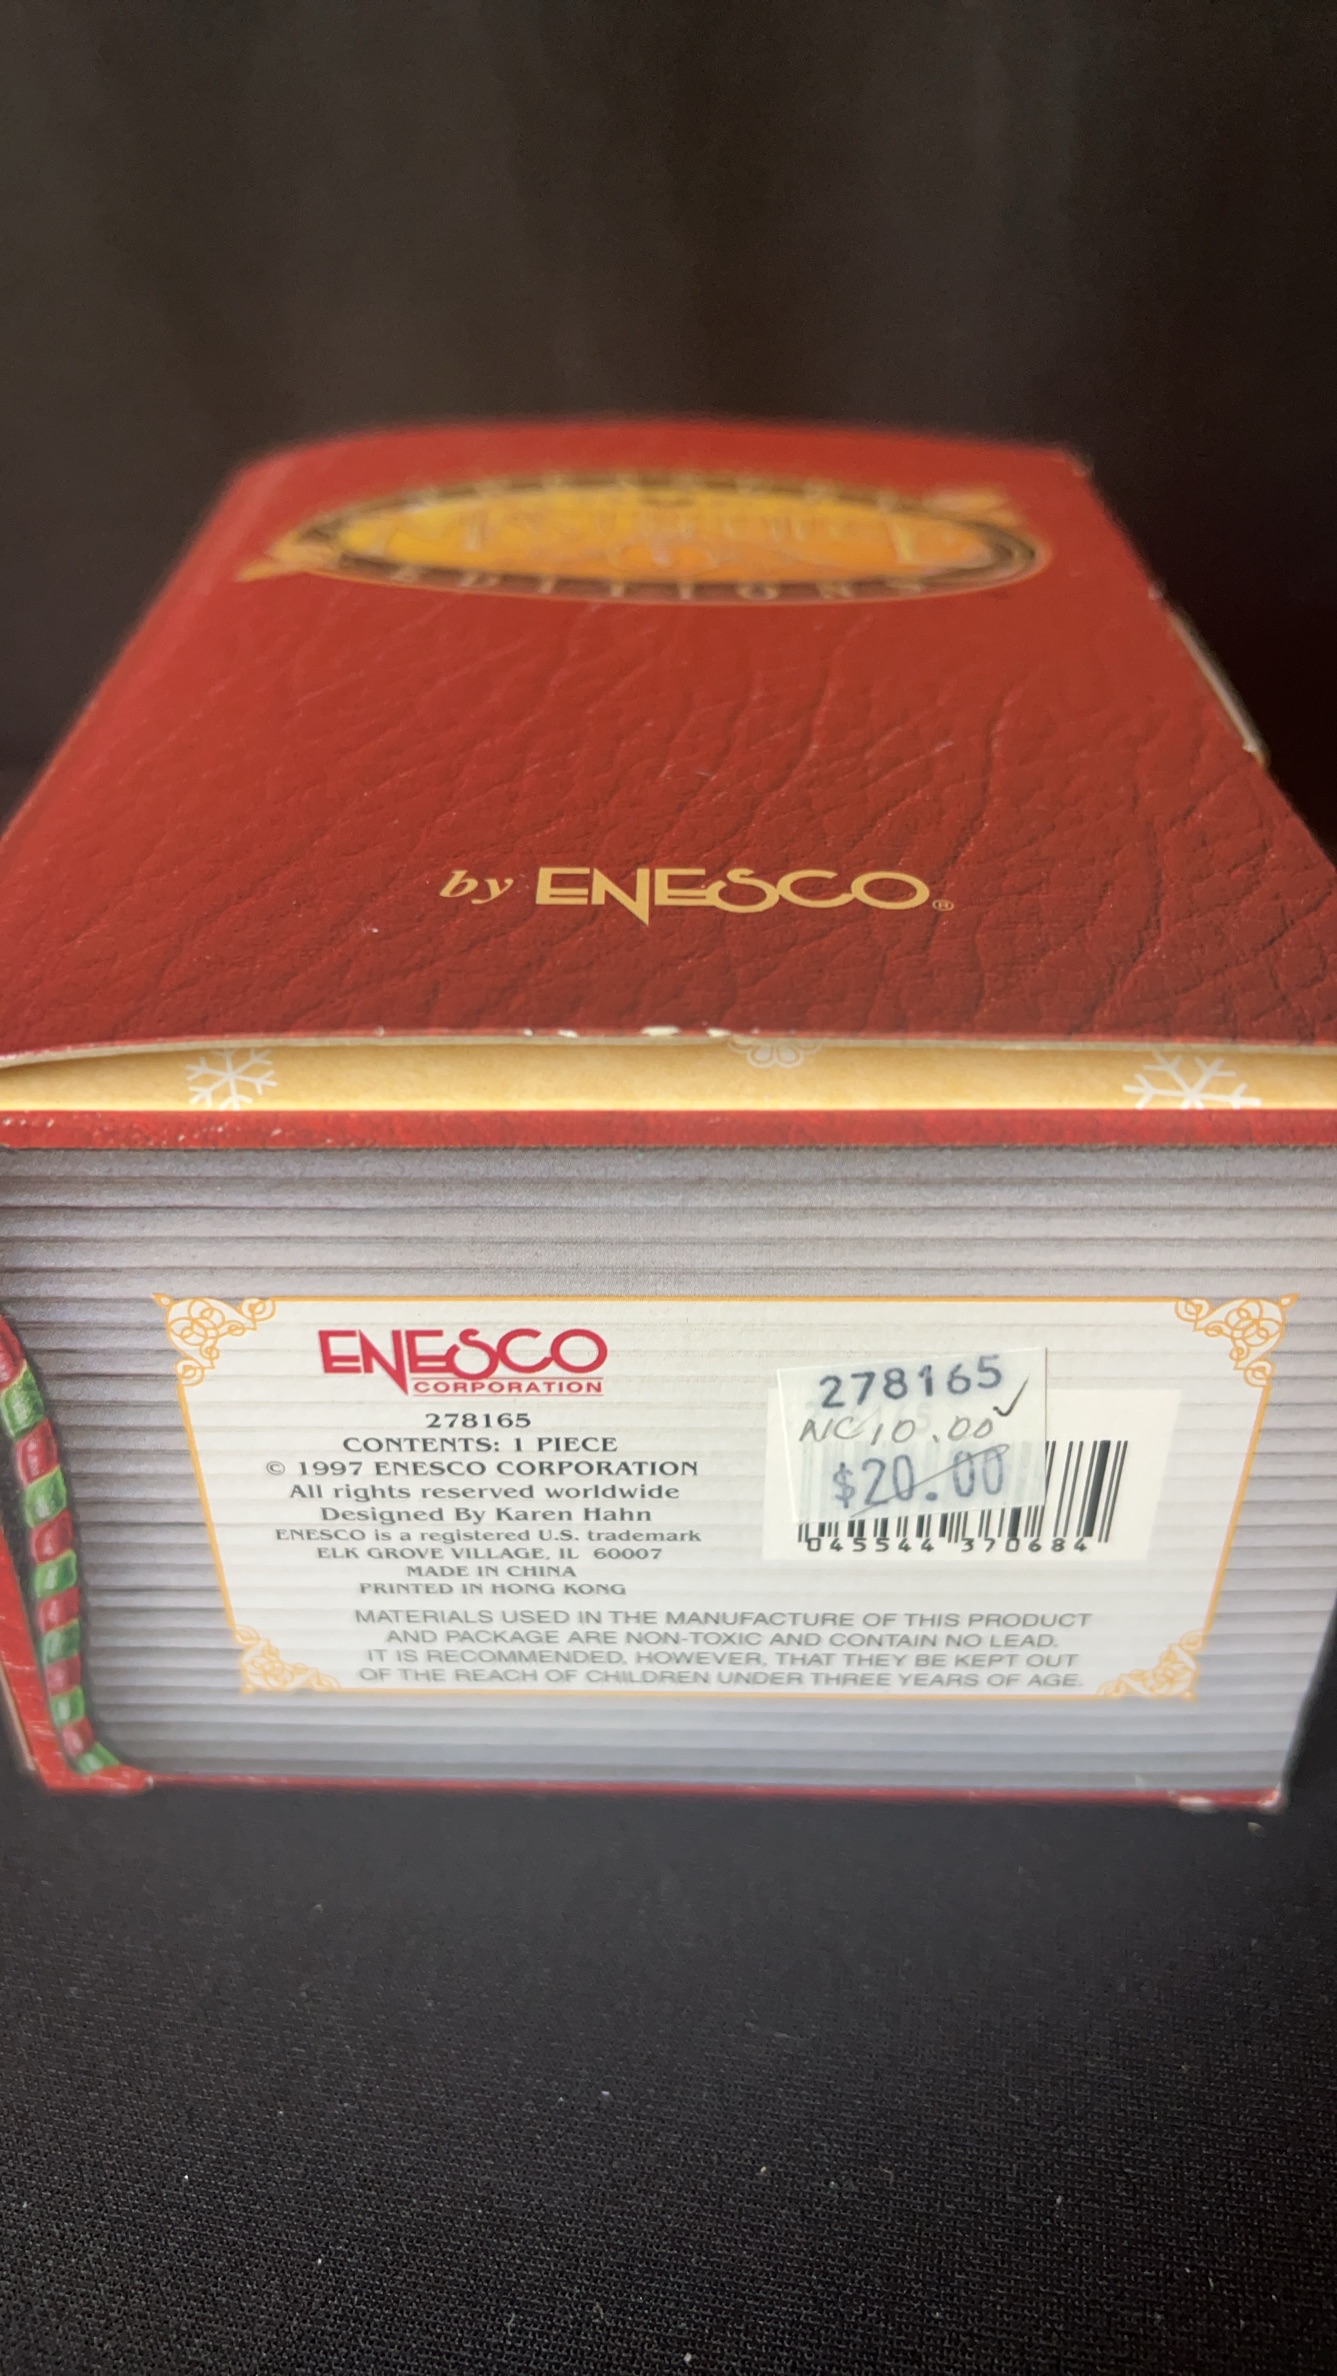 EDITIONS
by ENESCO®
ENESCO
CORPORATION
278165
CONTENTS: 1 PIECE
© 1997 ENESCO CORPORATION
All rights reserved worldwide
Designed By Karen Hahn
ENESCO is a registered U.S. trademark
ELK GROVE VILLAGE, IL 60007
MADE IN CHINA
PRINTED IN HONG KONG
MATERIALS USED IN THE MANUFACTURE OF THIS PRODUCT
AND PACKAGE ARE NON-TOXIC AND CONTAIN NO LEAD.
IT IS RECOMMENDED, HOWEVER, THAT THEY BE KEPT OUT
OF THE REACH OF CHILDREN UNDER THREE YEARS OF AGE.
278165
NC 10.00
$20.00
045544 370684